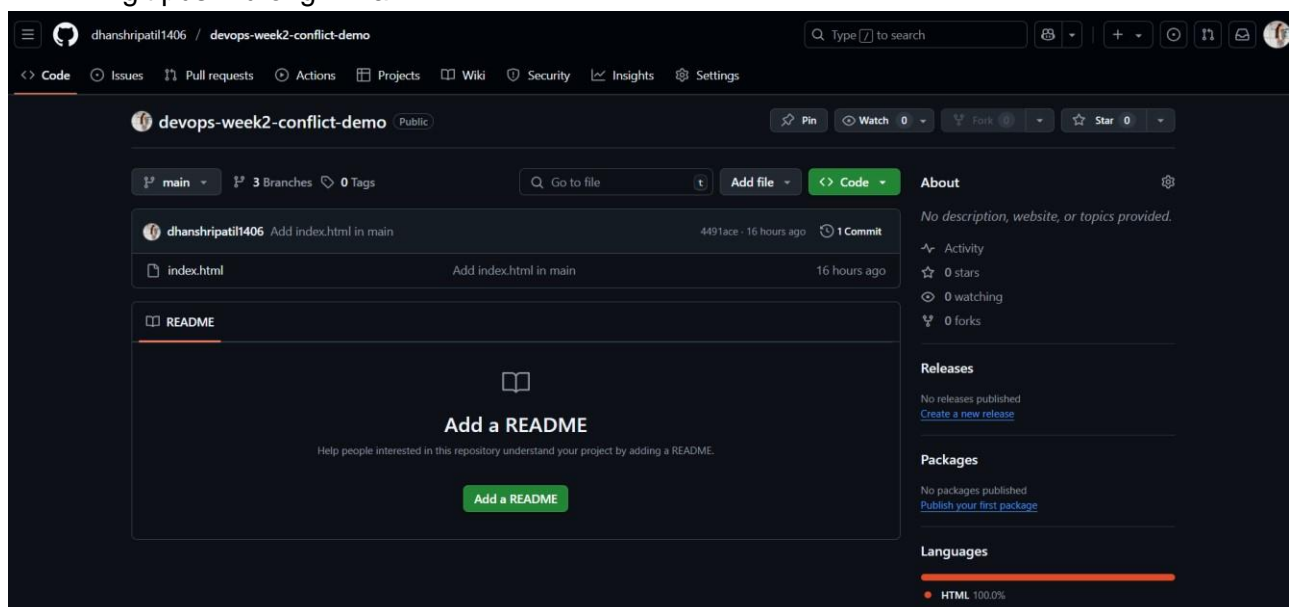 dhanshripatil1406 / devops-week2-conflict-demo
Type / to search
Code Issues Pull requests Actions Projects Wiki Security Insights Settings
devops-week2-conflict-demo Public
Pin Watch 0 Fork 0 Star 0
main 3 Branches 0 Tags
Go to file t Add file Code
dhanshripatil1406 Add index.html in main 4491ace · 16 hours ago 1 Commit
index.html Add index.html in main 16 hours ago
README
Add a README
Help people interested in this repository understand your project by adding a README.
Add a README
About
No description, website, or topics provided.
Activity
0 stars
0 watching
0 forks
Releases
No releases published
Create a new release
Packages
No packages published
Publish your first package
Languages
HTML 100.0%